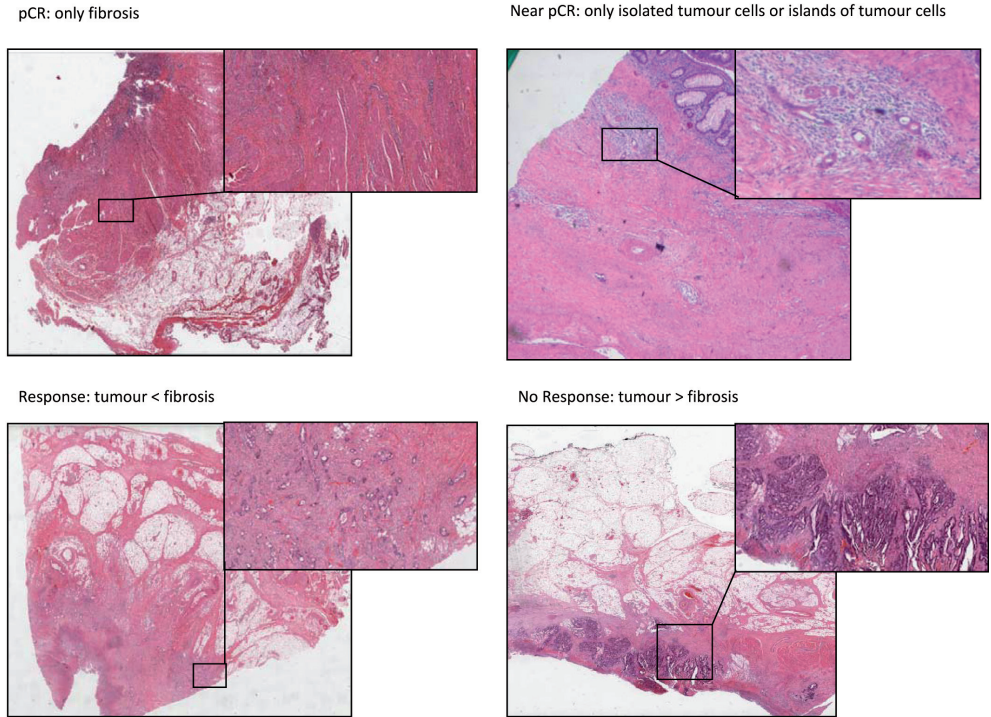 pCR: only fibrosis
Near pCR: only isolated tumour cells or islands of tumour cells
Response: tumour < fibrosis
No Response: tumour > fibrosis